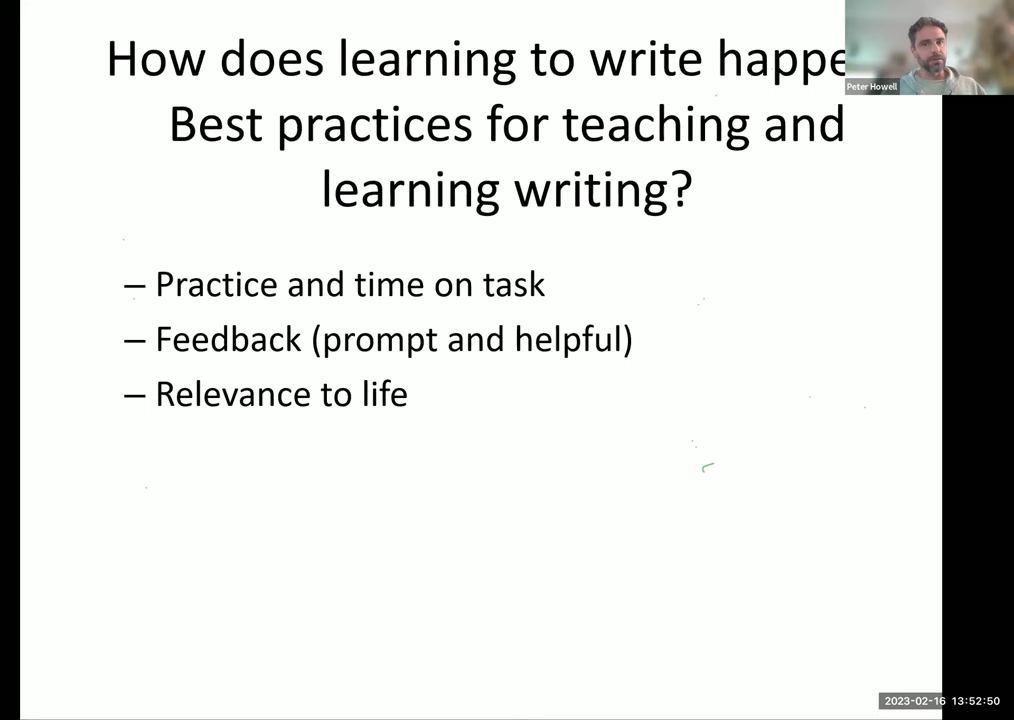 How does learning to write happe
Best practices for teaching and
learning writing?
– Practice and time on task
– Feedback (prompt and helpful)
– Relevance to life
Peter Howell
2023-02-16 13:52:50